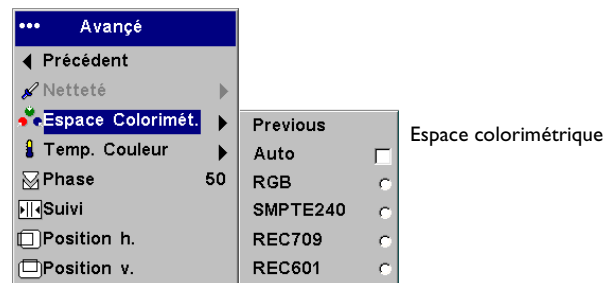 ••• Avançé
Précédent
Netteté
Espace Colorimét.
Temp. Couleur
Phase 50
Suivi
Position h.
Position v.
Previous
Auto
RGB
SMPTE240
REC709
REC601
Espace colorimétrique